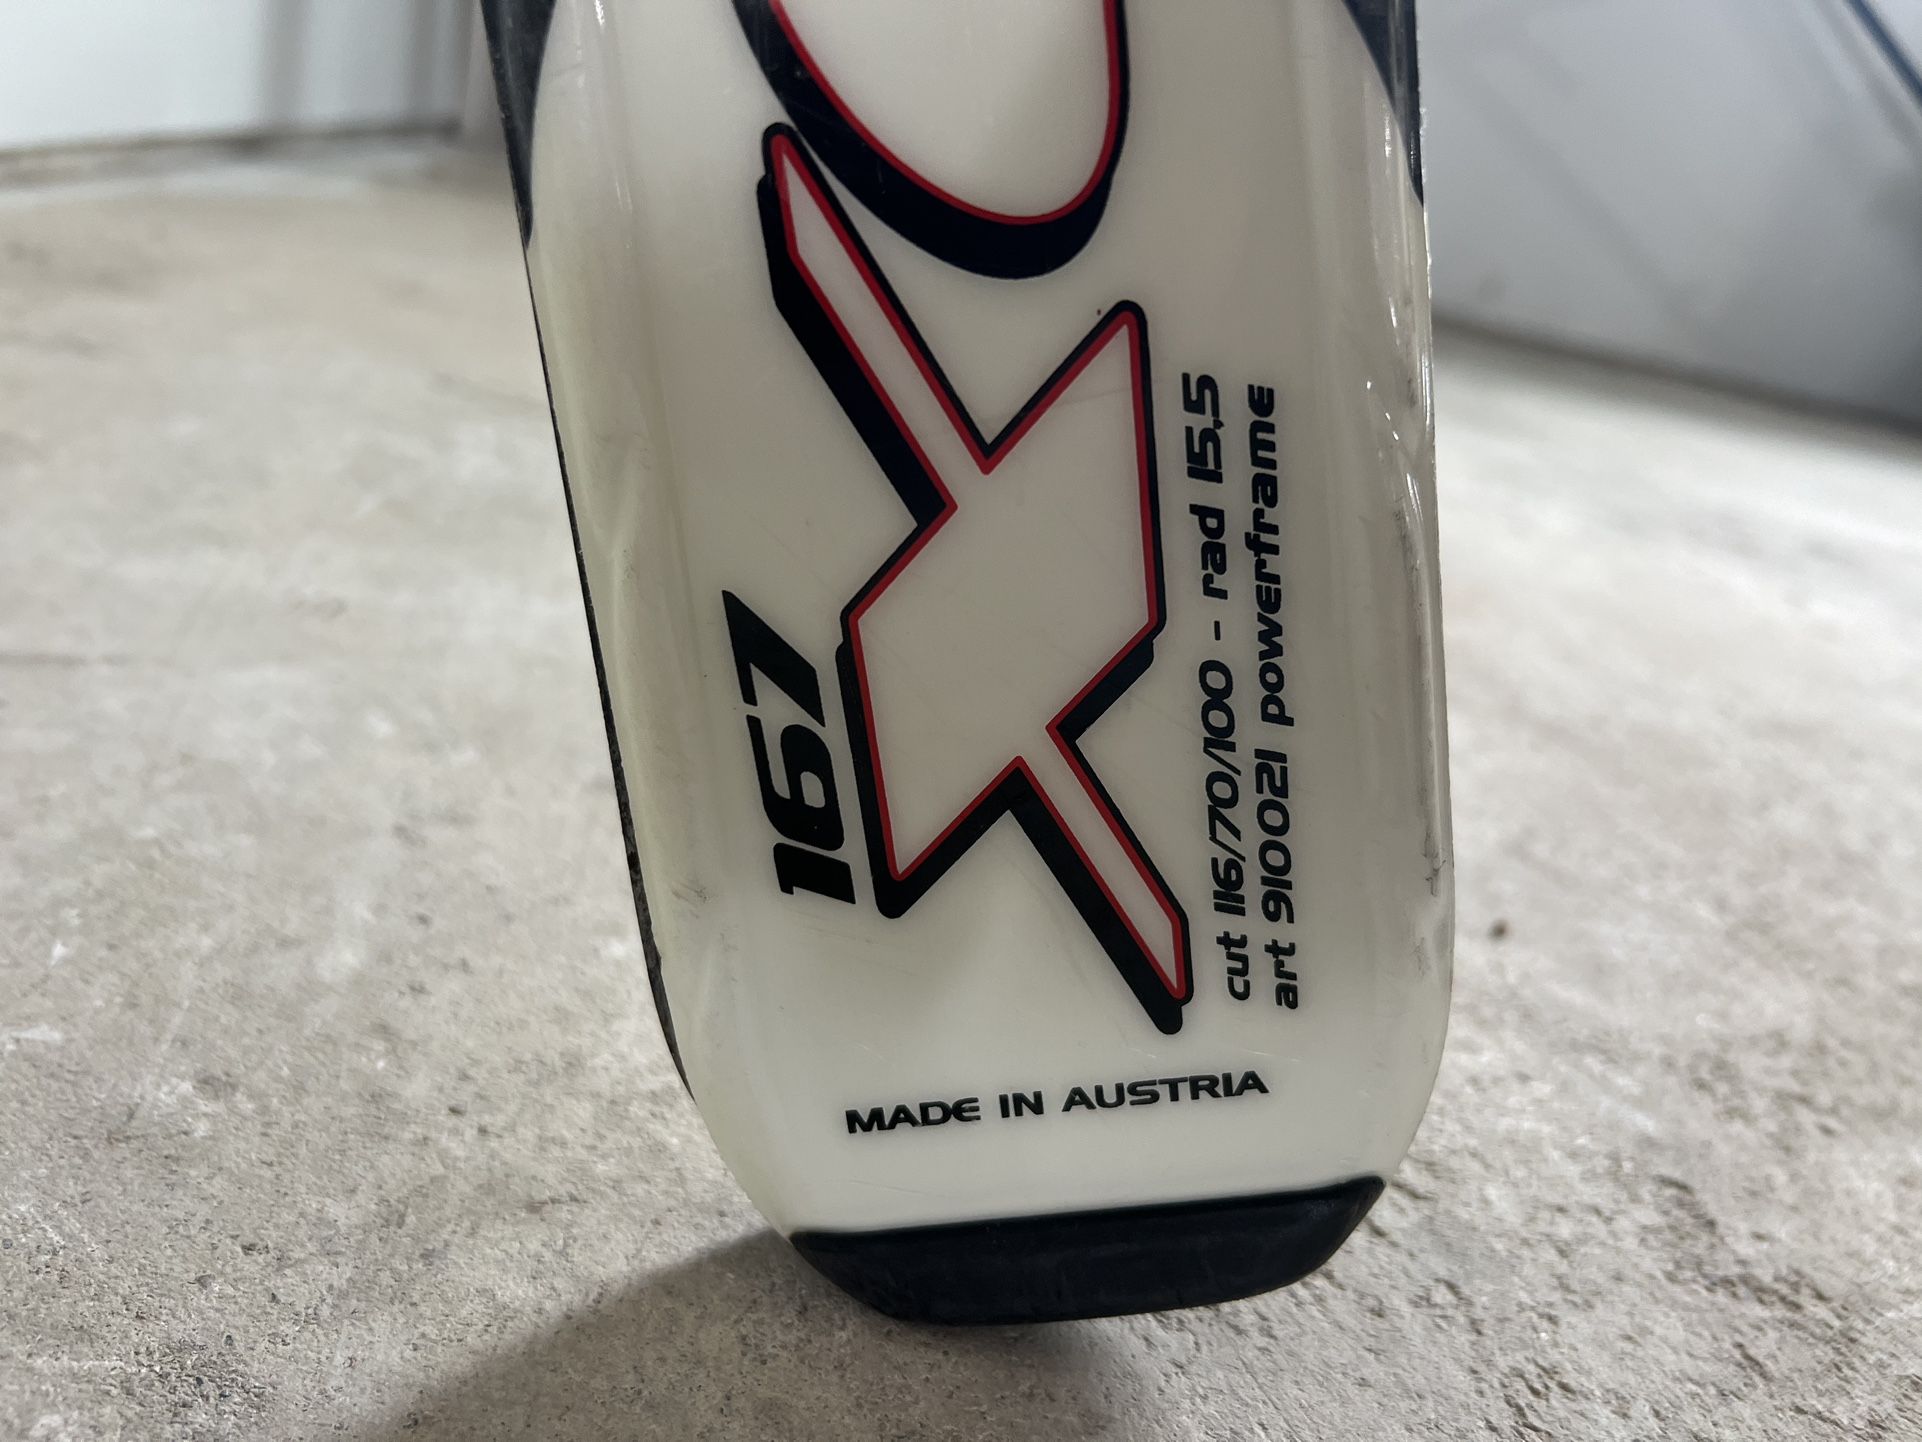 167
cut 116/70/100 - rad 15.5
art 910021 powerframe
MADE IN AUSTRIA